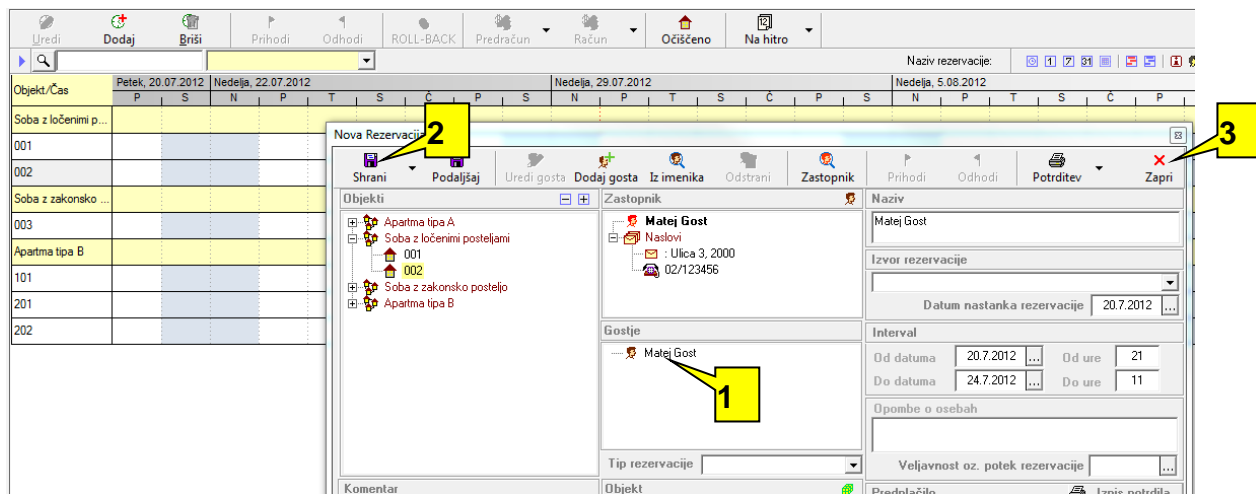 Uredi Dodaj Briši Prihodi Odhodi ROLL-BACK Predračun Račun Očiščeno Na hitro
Naziv rezervacije: 1 7 31
Objekt/Čas Petek, 20.07.2012 Nedelja, 22.07.2012 Nedelja, 29.07.2012 Nedelja, 5.08.2012
P S N P T S Č P S N P T S Č P S N P T S Č P
Soba z ločenimi p...
001
002
Soba z zakonsko ...
003
Apartma tipa B
101
201
202
Nova Rezervacija
2
3
Shrani Podaljšaj Uredi gosta Dodaj gosta Iz imenika Odstrani Zastopnik Prihodi Odhodi Potrditev Zapri
Objekti
Apartma tipa A
Soba z ločenimi posteljami
001
002
Soba z zakonsko posteljo
Apartma tipa B
Komentar
Zastopnik
Matej Gost
Naslovi
: Ulica 3, 2000
02/123456
Gostje
Matej Gost
1
Tip rezervacije
Objekt
Naziv
Matej Gost
Izvor rezervacije
Datum nastanka rezervacije 20.7.2012 ...
Interval
Od datuma 20.7.2012 ... Od ure 21
Do datuma 24.7.2012 ... Do ure 11
Opombe o osebah
Veljavnost oz. potek rezervacije ...
Predplačilo Izpis potrdila